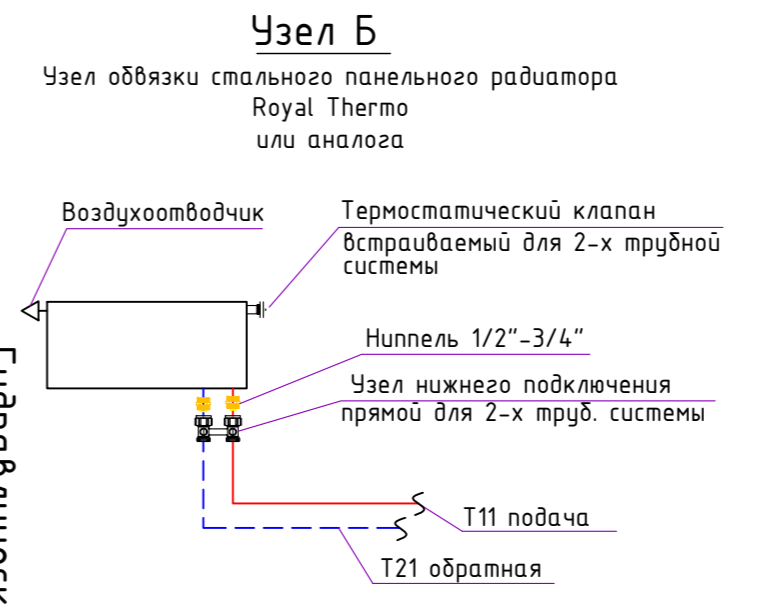 Узел Б
Узел обвязки стального панельного радиатора
Royal Thermo
или аналога
Воздухоотводчик
Термостатический клапан
встраиваемый для 2-х трубной
системы
Ниппель 1/2"-3/4"
Узел нижнего подключения
прямой для 2-х труб. системы
Т11 подача
Т21 обратная